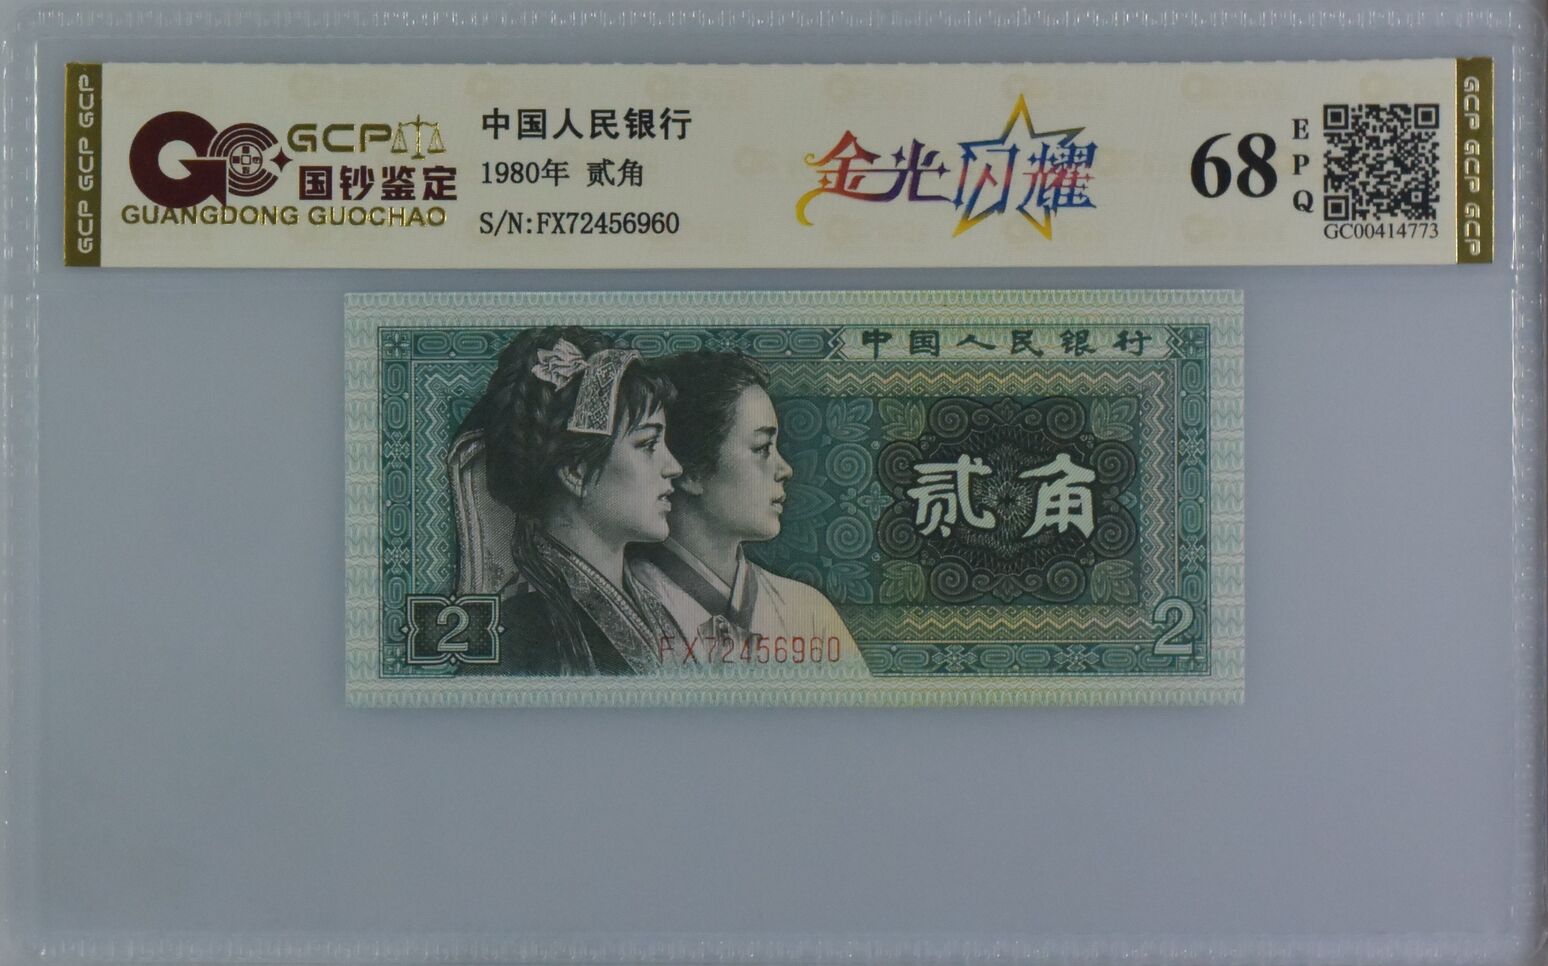 GCP GCP GCP
GCP
国钞鉴定
GUANGDONG GUOCHAO
中国人民银行
1980年 贰角
S/N:FX72456960
金光闪耀
68
EPQ
GC00414773
GCP GCP GCP
中国人民银行
贰角
2
FX72456960
2